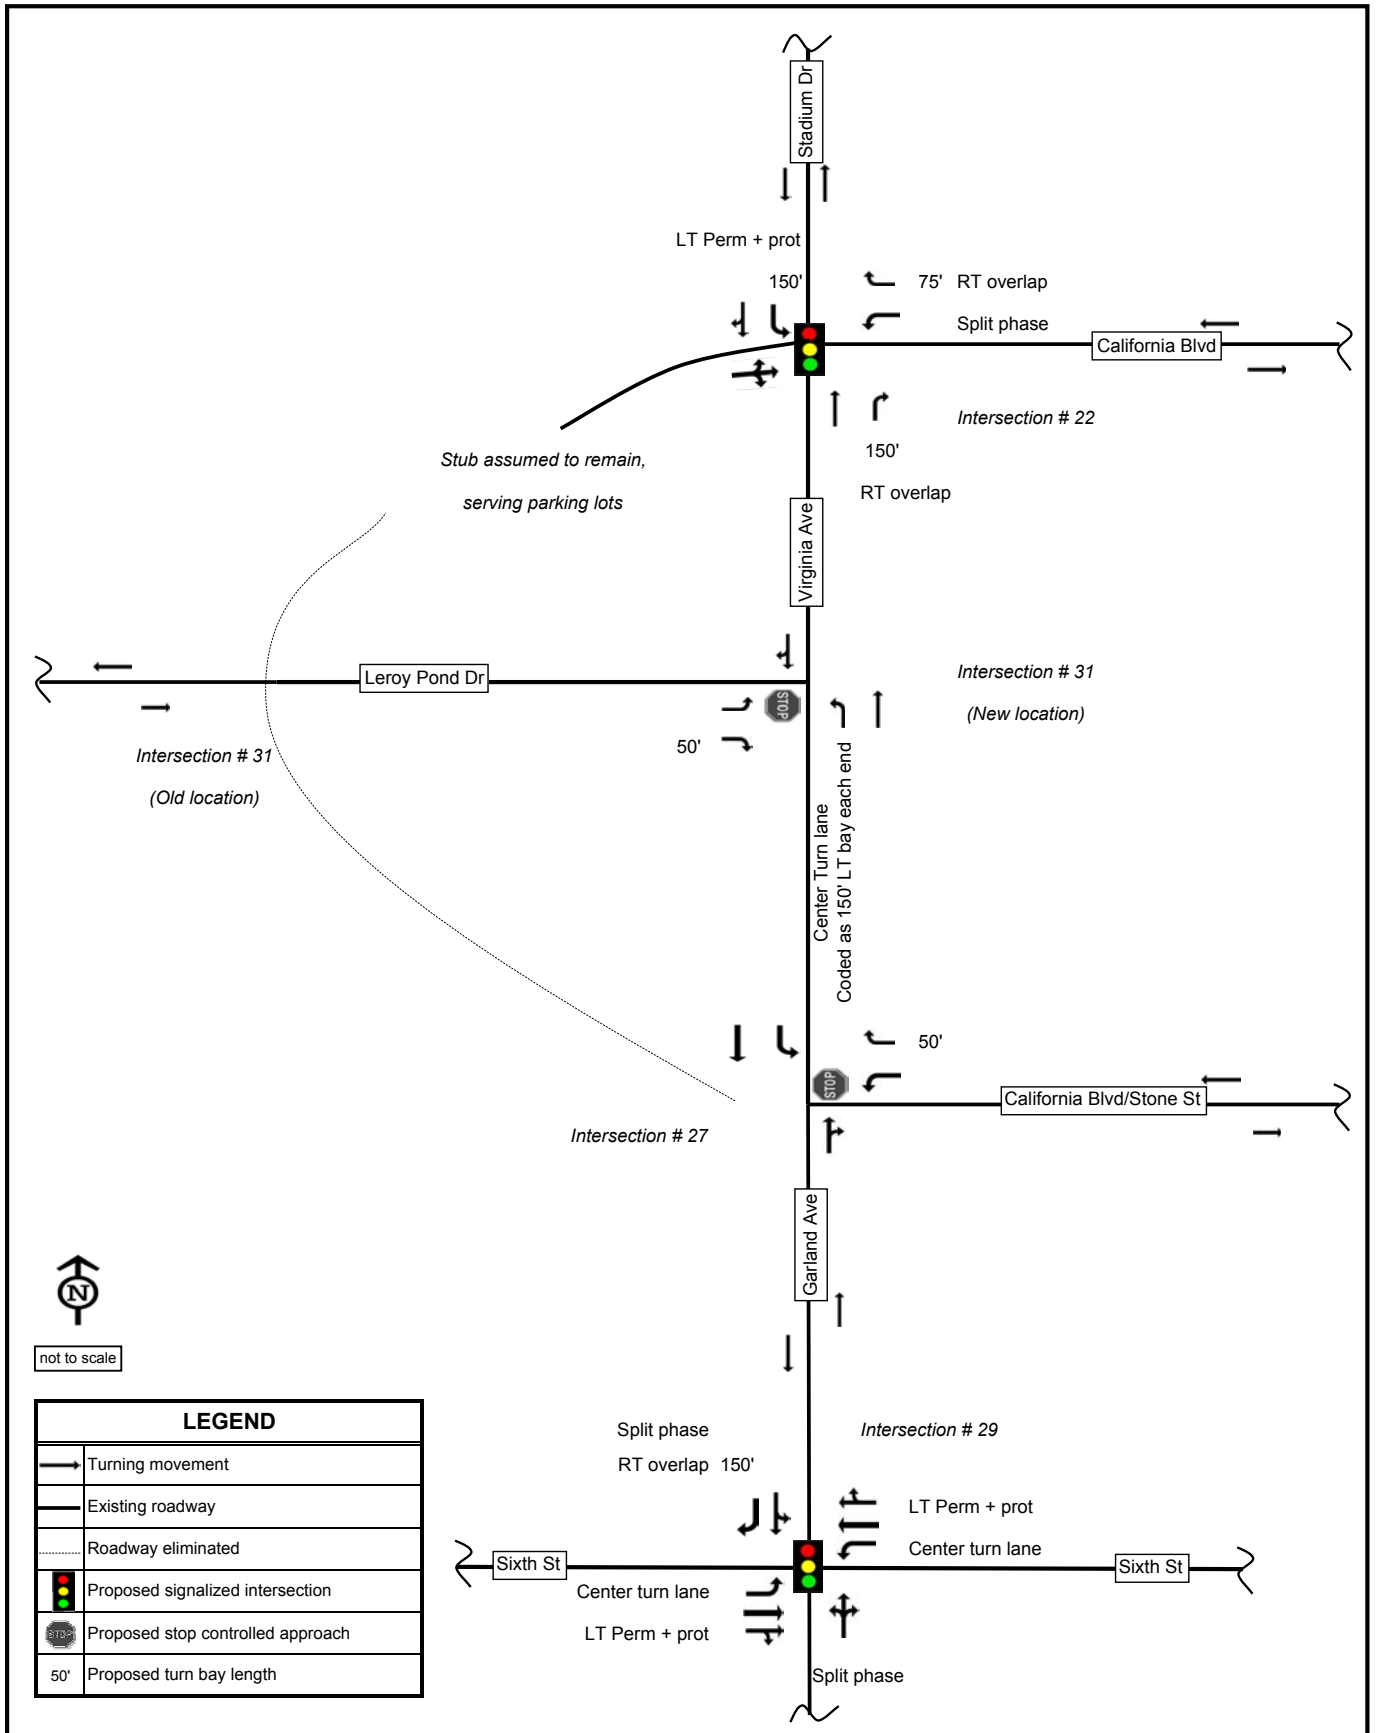 Stadium Dr
LT Perm + prot
150'
75' RT overlap
Split phase
California Blvd
Intersection # 22
150'
RT overlap
Stub assumed to remain,
serving parking lots
Virginia Ave
Leroy Pond Dr
STOP
50'
Intersection # 31
(New location)
Intersection # 31
(Old location)
Center Turn lane
Coded as 150' LT bay each end
50'
STOP
California Blvd/Stone St
Intersection # 27
Garland Ave
N
not to scale
Split phase
RT overlap 150'
Intersection # 29
LT Perm + prot
Center turn lane
Sixth St
Sixth St
Center turn lane
LT Perm + prot
Split phase
LEGEND
Turning movement
Existing roadway
Roadway eliminated
Proposed signalized intersection
STOP Proposed stop controlled approach
50' Proposed turn bay length